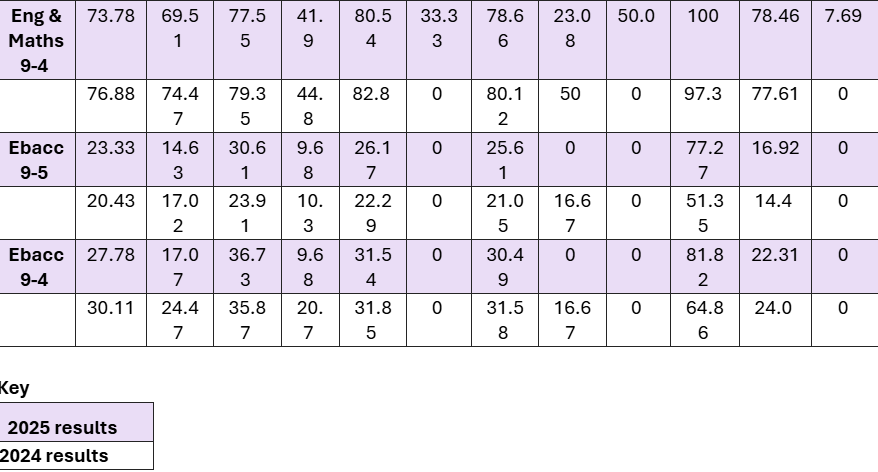 Eng & Maths 9-4 73.78 69.51 77.55 41.9 80.54 33.33 78.66 23.08 50.0 100 78.46 7.69
76.88 74.47 79.35 44.8 82.8 0 80.12 50 0 97.3 77.61 0
Ebacc 9-5 23.33 14.63 30.61 9.68 26.17 0 25.61 0 0 77.27 16.92 0
20.43 17.02 23.91 10.3 22.29 0 21.05 16.67 0 51.35 14.4 0
Ebacc 9-4 27.78 17.07 36.73 9.68 31.54 0 30.49 0 0 81.82 22.31 0
30.11 24.47 35.87 20.7 31.85 0 31.58 16.67 0 64.86 24.0 0
Key
2025 results
2024 results